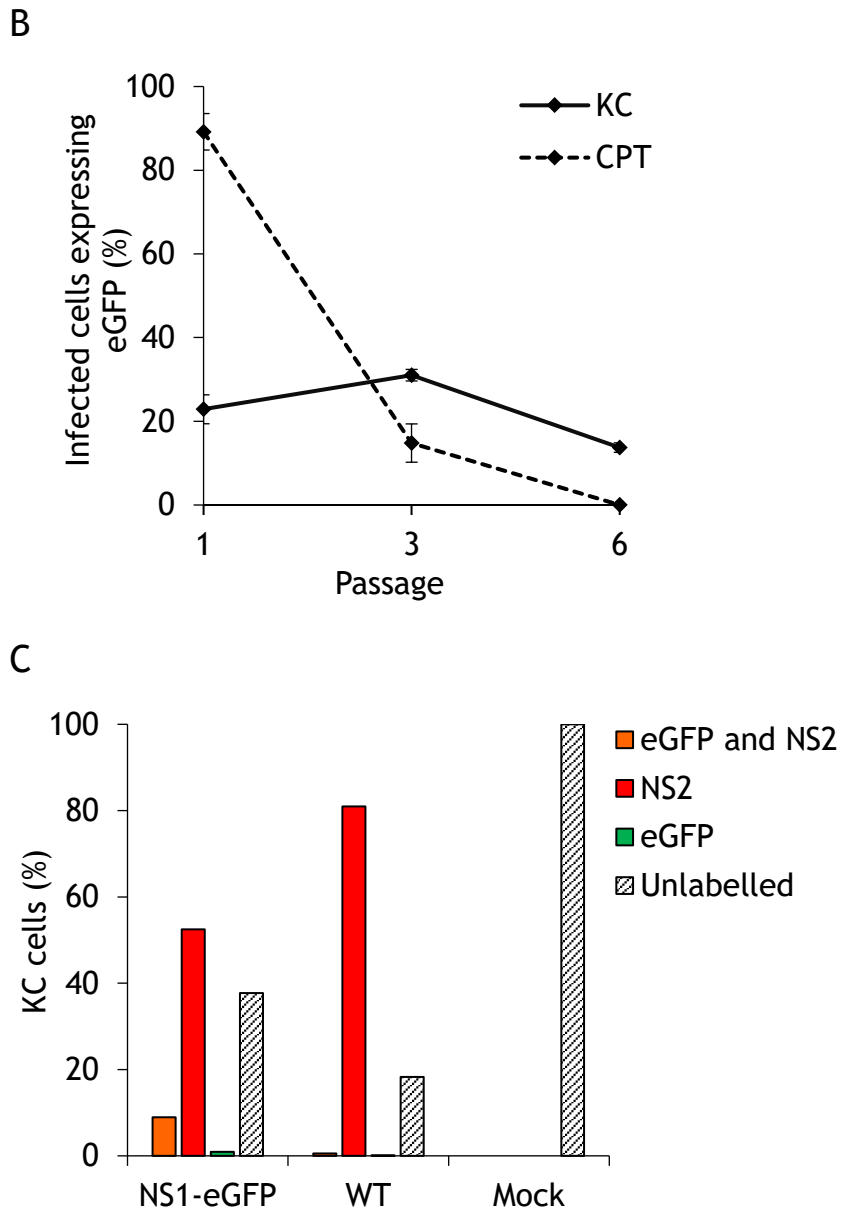 B
100
80
60
40
20
0
Infected cells expressing
eGFP (%)
KC
CPT
1 3 6
Passage
C
100
80
60
40
20
0
KC cells (%)
eGFP and NS2
NS2
eGFP
Unlabelled
NS1-eGFP WT Mock